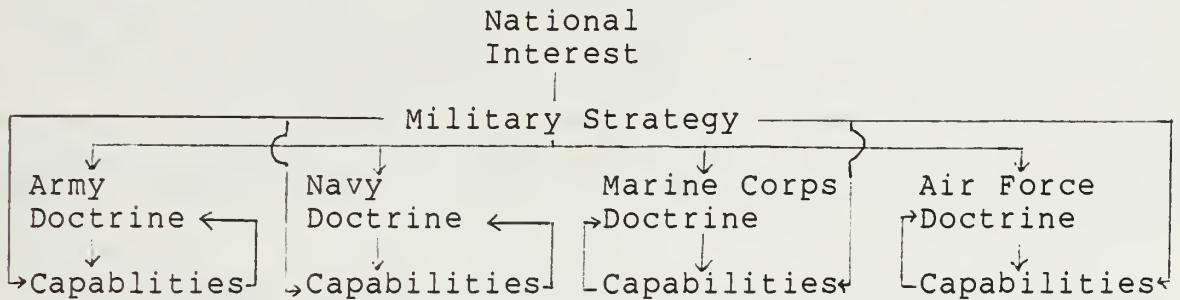 National
Interest
Military Strategy
Army Navy Marine Corps Air Force
Doctrine Doctrine Doctrine Doctrine
Capablities Capabilities Capabilities Capabilities